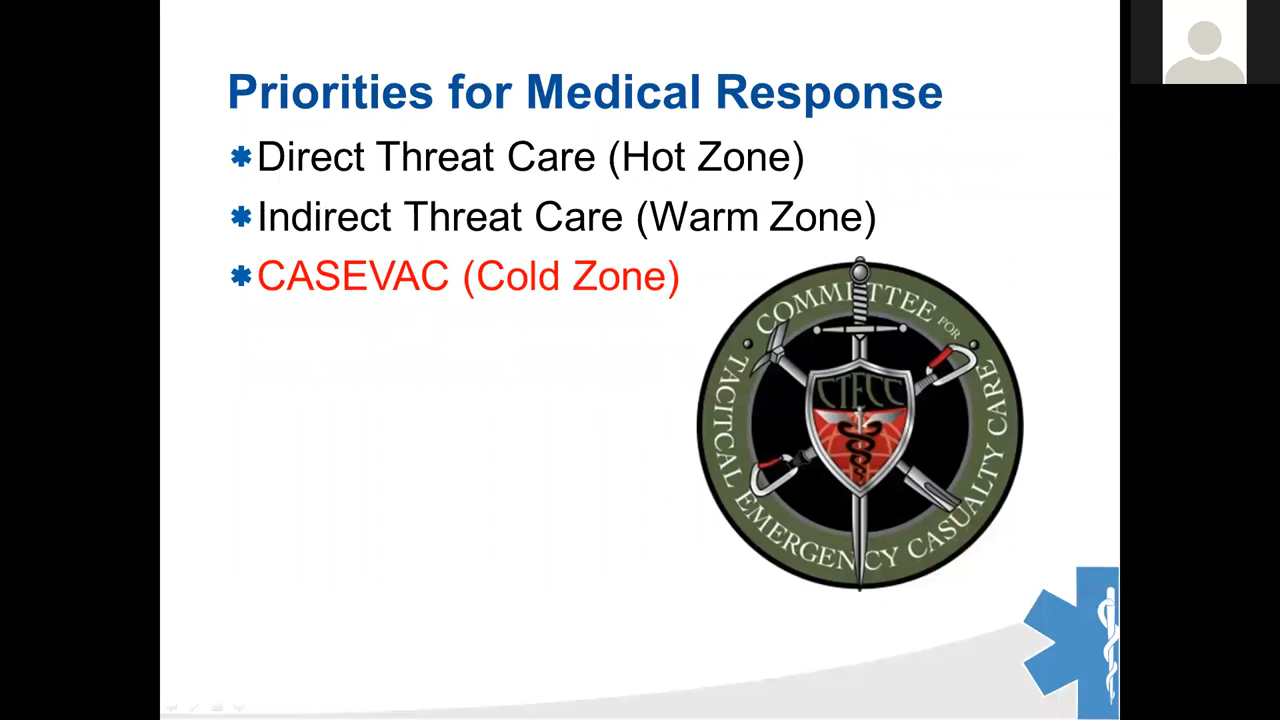 Priorities for Medical Response
Direct Threat Care (Hot Zone)
Indirect Threat Care (Warm Zone)
CASEVAC (Cold Zone)
COMMITTEE FOR
TACITCAL EMERGENCY CASUALTY CARE
CTECC